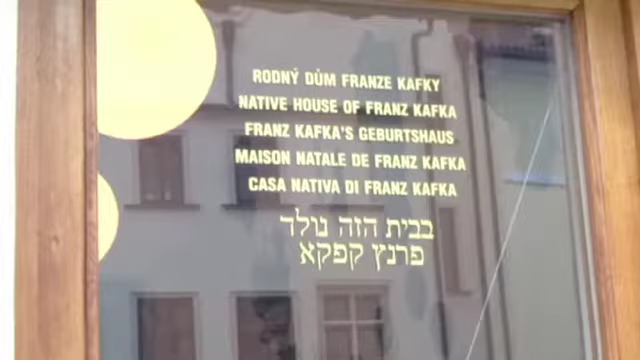 RODNÝ DŮM FRANZE KAFKY
NATIVE HOUSE OF FRANZ KAFKA
FRANZ KAFKA'S GEBURTSHAUS
MAISON NATALE DE FRANZ KAFKA
CASA NATIVA DI FRANZ KAFKA
בבית הזה נולד
פרנץ קפקא